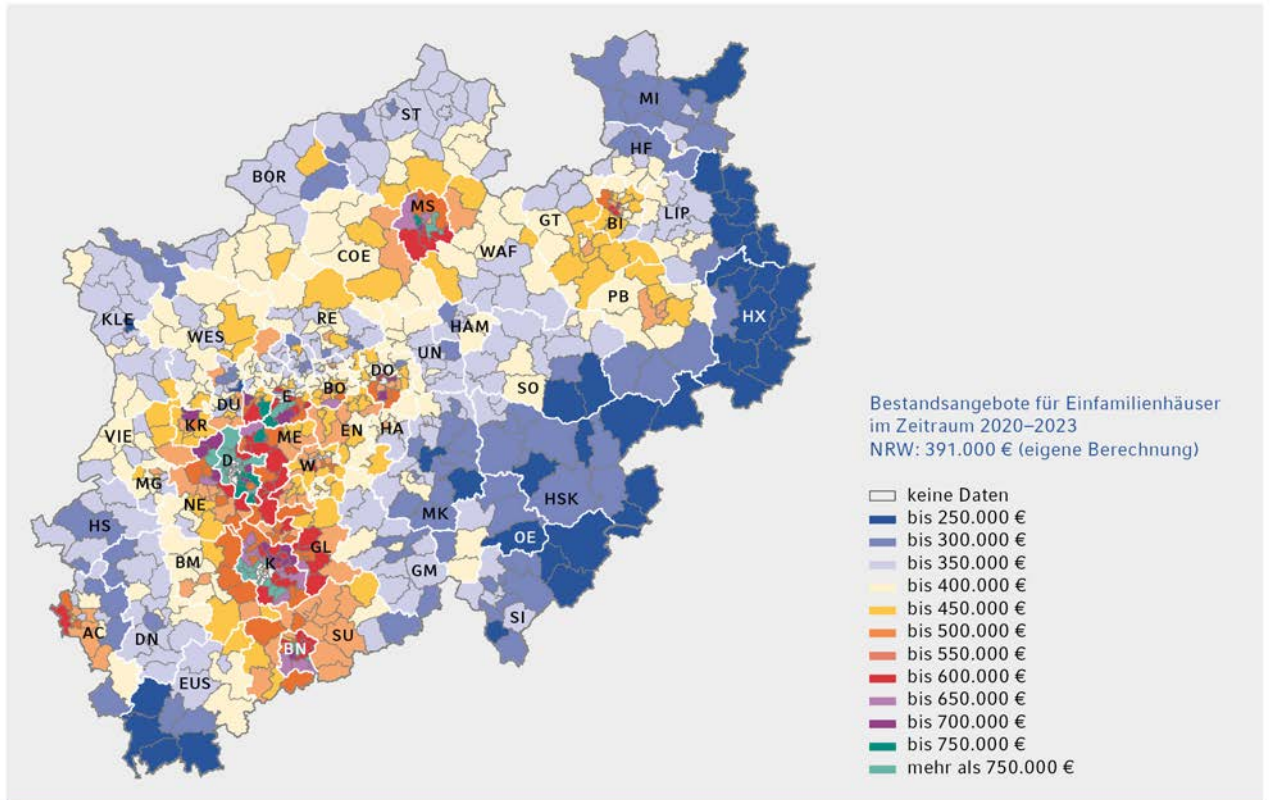 ST
MI
HF
BOR
MS
LIP
GT
BI
COE
WAF
PB
HX
KLE
WES
RE
HAM
UN
DO
SO
BO
E
DU
KR
EN
HA
ME
VIE
D
W
MG
NE
HSK
MK
HS
OE
GL
K
BM
GM
SI
AC
DN
SU
BN
EUS
Bestandsangebote für Einfamilienhäuser
im Zeitraum 2020–2023
NRW: 391.000 € (eigene Berechnung)
keine Daten
bis 250.000 €
bis 300.000 €
bis 350.000 €
bis 400.000 €
bis 450.000 €
bis 500.000 €
bis 550.000 €
bis 600.000 €
bis 650.000 €
bis 700.000 €
bis 750.000 €
mehr als 750.000 €